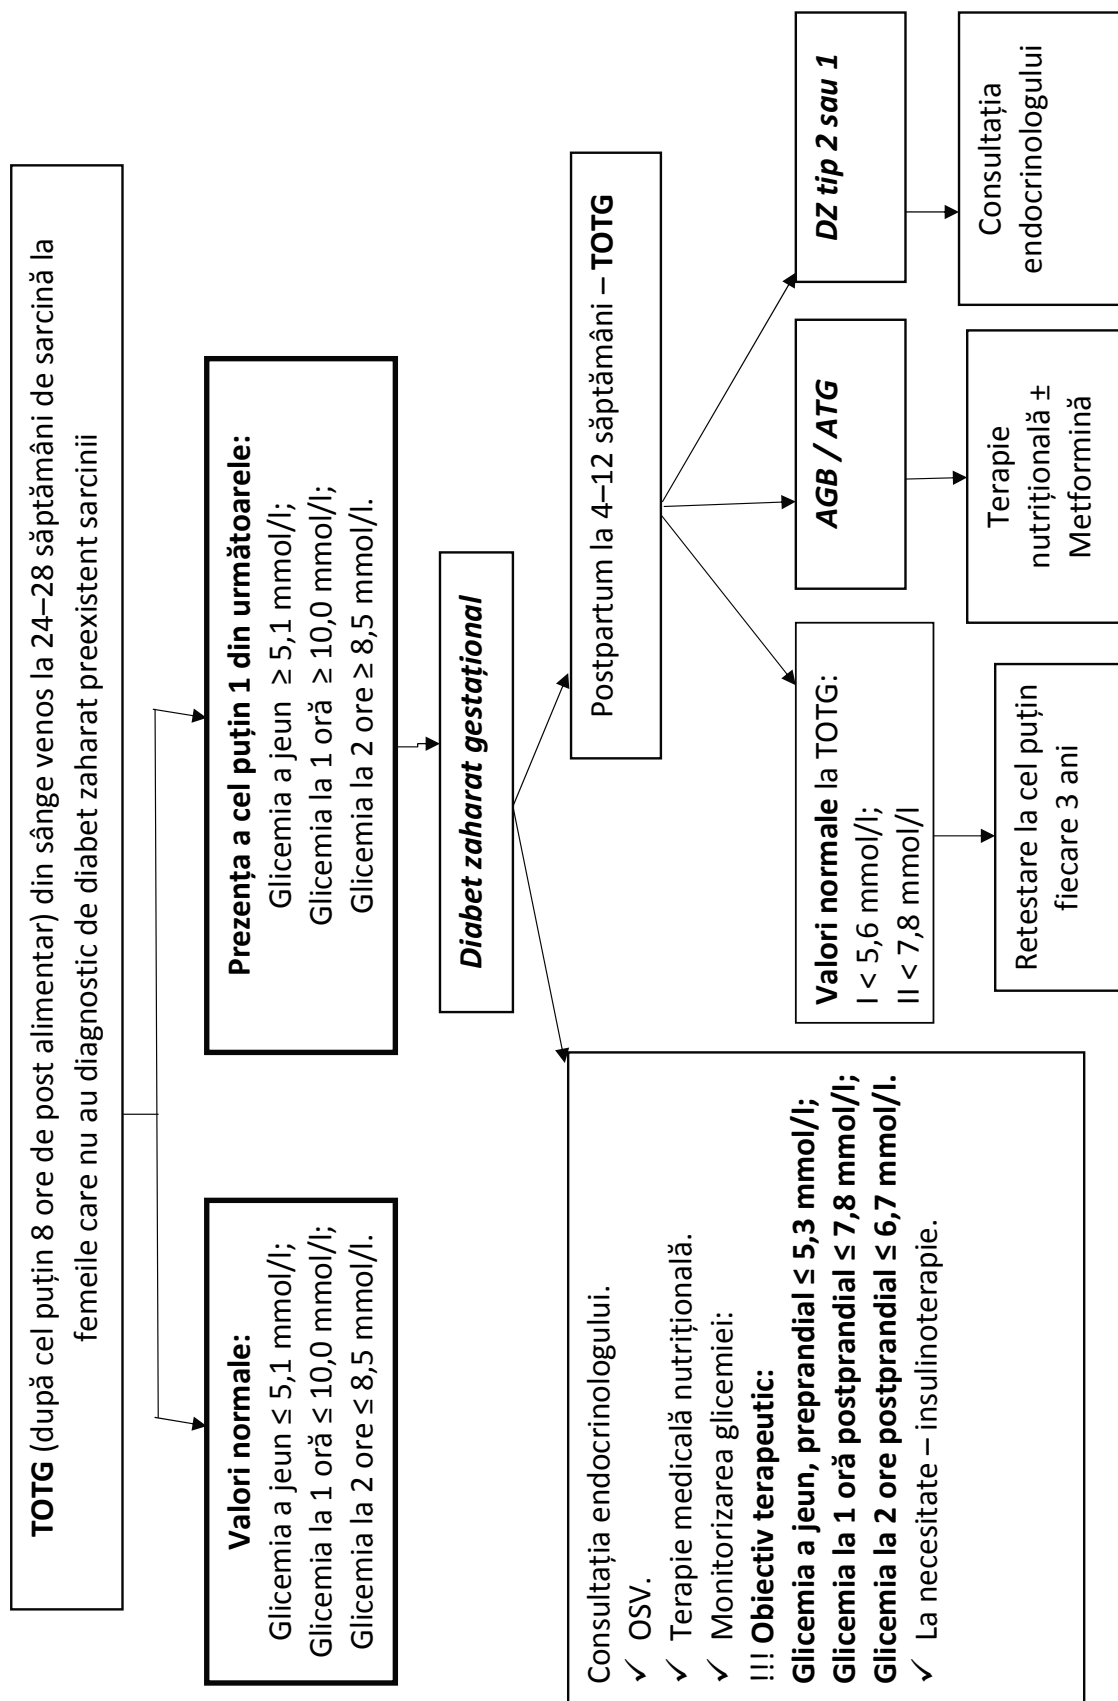 TOTG (după cel puțin 8 ore de post alimentar) din sânge venos la 24–28 săptămâni de sarcină la
femeile care nu au diagnostic de diabet zaharat preexistent sarcinii
Valori normale:
Glicemia a jeun ≤ 5,1 mmol/l;
Glicemia la 1 oră ≤ 10,0 mmol/l;
Glicemia la 2 ore ≤ 8,5 mmol/l.
Prezența a cel puțin 1 din următoarele:
Glicemia a jeun ≥ 5,1 mmol/l;
Glicemia la 1 oră ≥ 10,0 mmol/l;
Glicemia la 2 ore ≥ 8,5 mmol/l.
Diabet zaharat gestațional
Consultația endocrinologului.
✓ OSV.
✓ Terapie medicală nutrițională.
✓ Monitorizarea glicemiei:
!!! Obiectiv terapeutic:
Glicemia a jeun, preprandial ≤ 5,3 mmol/l;
Glicemia la 1 oră postprandial ≤ 7,8 mmol/l;
Glicemia la 2 ore postprandial ≤ 6,7 mmol/l.
✓ La necesitate – insulinoterapie.
Postpartum la 4–12 săptămâni – TOTG
Valori normale la TOTG:
I < 5,6 mmol/l;
II < 7,8 mmol/l
AGB / ATG
DZ tip 2 sau 1
Retestare la cel puțin
fiecare 3 ani
Terapie
nutrițională ±
Metformină
Consultația
endocrinologului